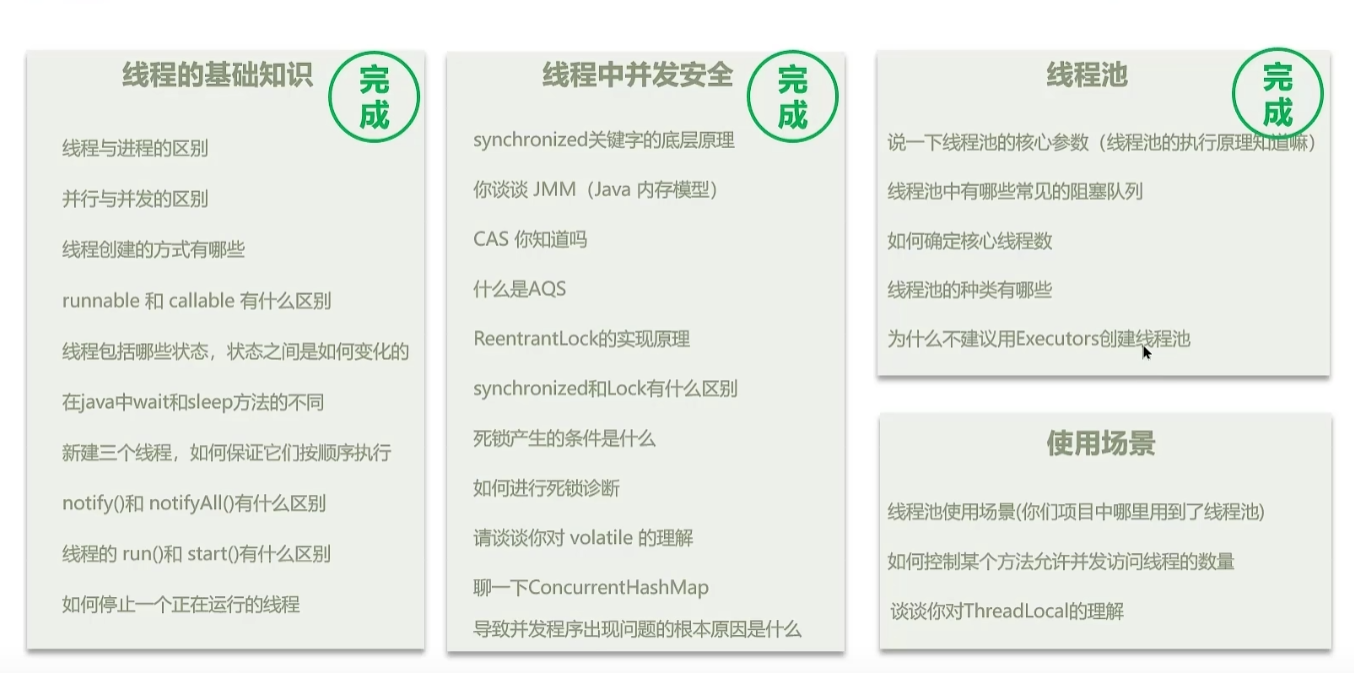 线程的基础知识
完成
线程与进程的区别
并行与并发的区别
线程创建的方式有哪些
runnable 和 callable 有什么区别
线程包括哪些状态，状态之间是如何变化的
在java中wait和sleep方法的不同
新建三个线程，如何保证它们按顺序执行
notify()和 notifyAll()有什么区别
线程的 run()和 start()有什么区别
如何停止一个正在运行的线程
线程中并发安全
完成
synchronized关键字的底层原理
你谈谈 JMM（Java 内存模型）
CAS 你知道吗
什么是AQS
ReentrantLock的实现原理
synchronized和Lock有什么区别
死锁产生的条件是什么
如何进行死锁诊断
请谈谈你对 volatile 的理解
聊一下ConcurrentHashMap
导致并发程序出现问题的根本原因是什么
线程池
完成
说一下线程池的核心参数（线程池的执行原理知道嘛）
线程池中有哪些常见的阻塞队列
如何确定核心线程数
线程池的种类有哪些
为什么不建议用Executors创建线程池
使用场景
线程池使用场景(你们项目中哪里用到了线程池)
如何控制某个方法允许并发访问线程的数量
谈谈你对ThreadLocal的理解